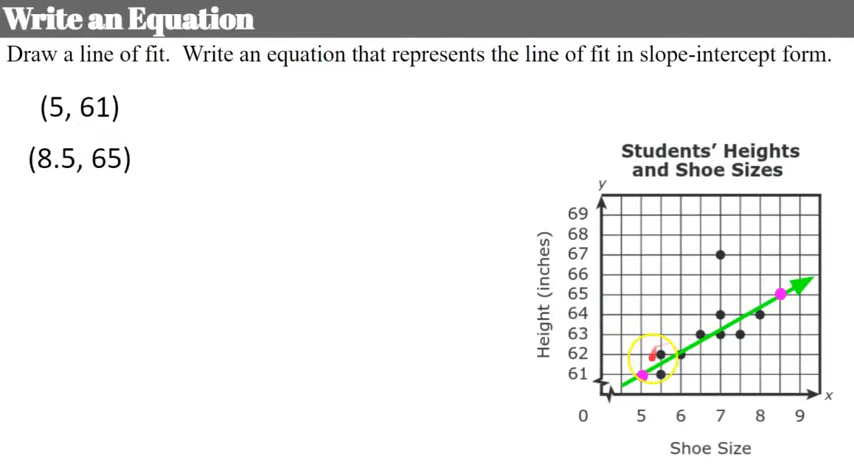 Write an Equation
Draw a line of fit. Write an equation that represents the line of fit in slope-intercept form.
(5, 61)
(8.5, 65)
Students' Heights
and Shoe Sizes
y
69
68
67
66
65
64
63
62
61
Height (inches)
x
0 5 6 7 8 9
Shoe Size